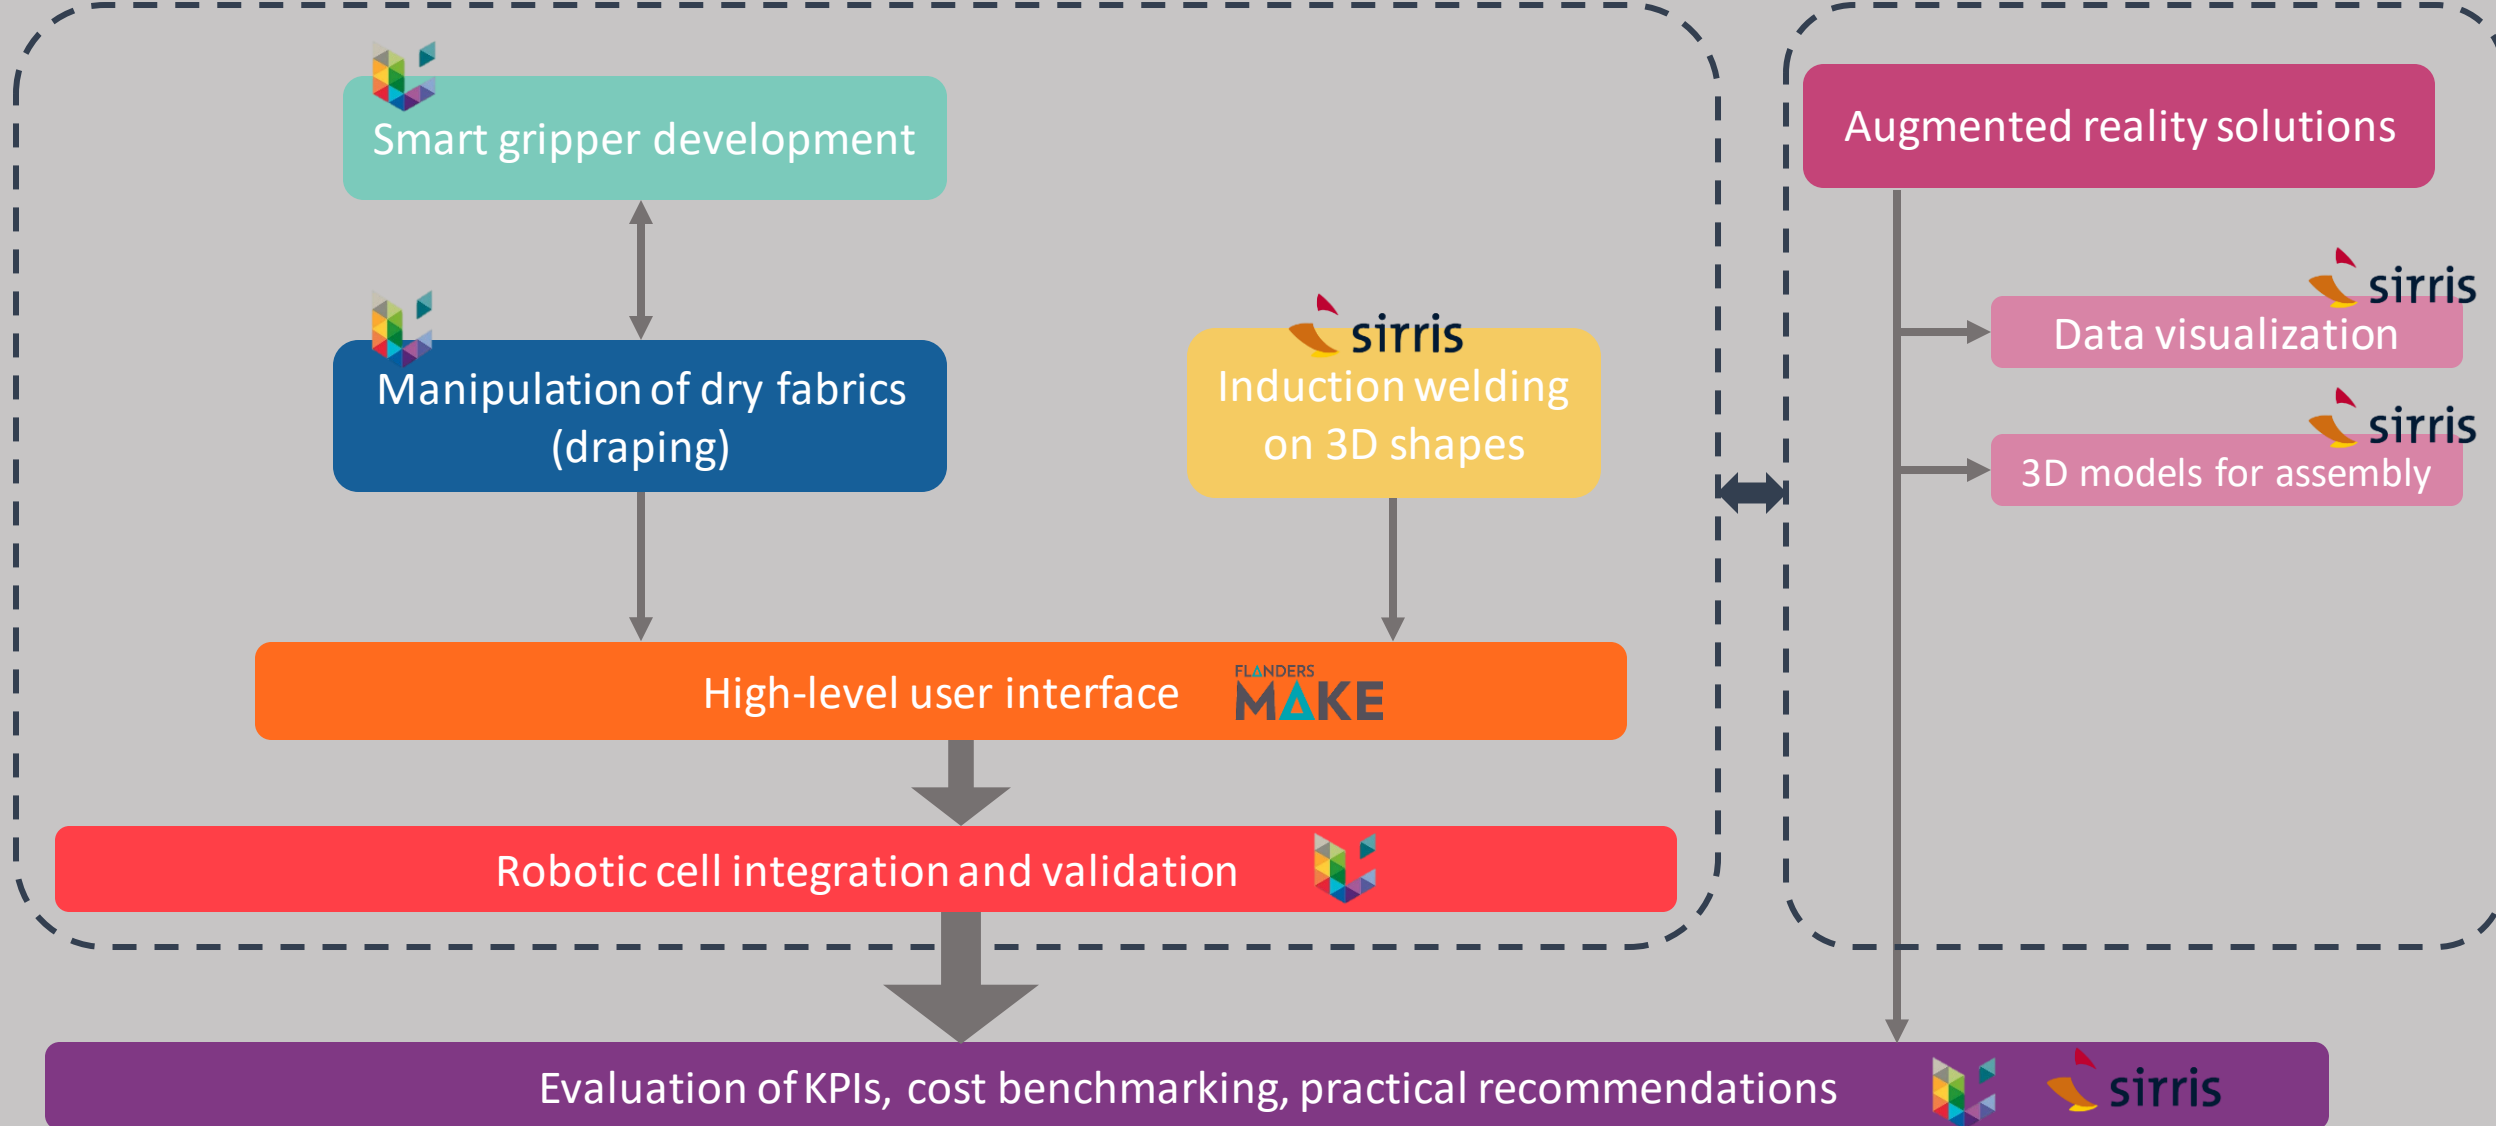 Smart gripper development
Manipulation of dry fabrics
(draping)
sirris
Induction welding
on 3D shapes
High-level user interface
FLANDERS
MAKE
Robotic cell integration and validation
Augmented reality solutions
sirris
Data visualization
sirris
3D models for assembly
Evaluation of KPIs, cost benchmarking, practical recommendations
sirris